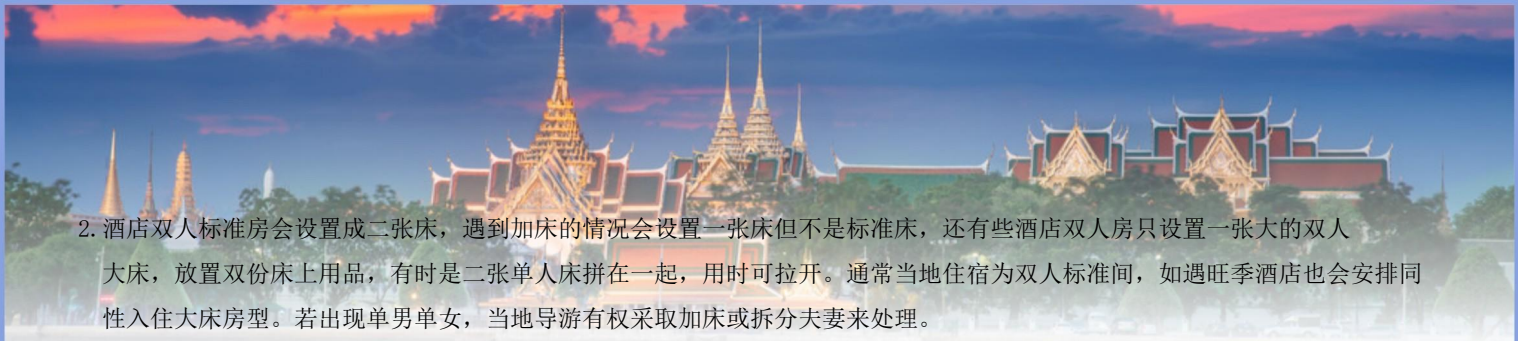 2. 酒店双人标准房会设置成二张床，遇到加床的情况会设置一张床但不是标准床，还有些酒店双人房只设置一张大的双人
大床，放置双份床上用品，有时是二张单人床拼在一起，用时可拉开。通常当地住宿为双人标准间，如遇旺季酒店也会安排同
性入住大床房型。若出现单男单女，当地导游有权采取加床或拆分夫妻来处理。